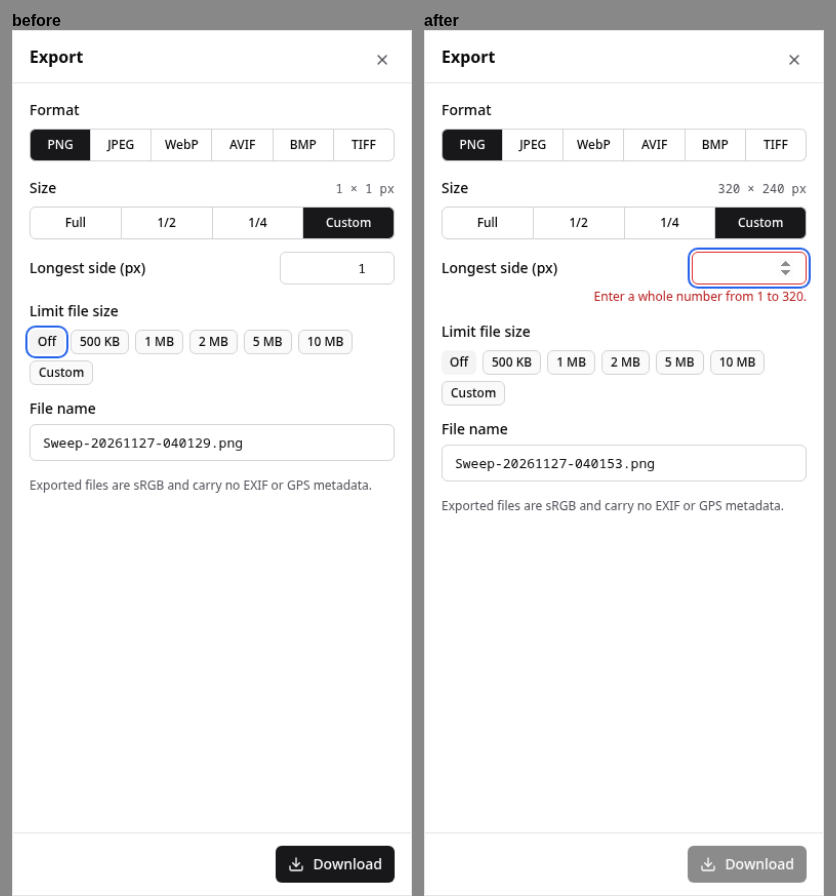 before
Export
×
Format
PNG JPEG WebP AVIF BMP TIFF
Size 1 × 1 px
Full 1/2 1/4 Custom
Longest side (px) 1
Limit file size
Off 500 KB 1 MB 2 MB 5 MB 10 MB
Custom
File name
Sweep-20261127-040129.png
Exported files are sRGB and carry no EXIF or GPS metadata.
Download
after
Export
×
Format
PNG JPEG WebP AVIF BMP TIFF
Size 320 × 240 px
Full 1/2 1/4 Custom
Longest side (px)
Enter a whole number from 1 to 320.
Limit file size
Off 500 KB 1 MB 2 MB 5 MB 10 MB
Custom
File name
Sweep-20261127-040153.png
Exported files are sRGB and carry no EXIF or GPS metadata.
Download